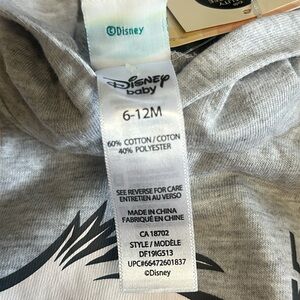 ©Disney
Disney
baby
6-12M
60% COTTON / COTON
40% POLYESTER
SEE REVERSE FOR CARE
ENTRETIEN AU VERSO
MADE IN CHINA
FABRIQUÉ EN CHINE
CA 18702
STYLE / MODÈLE
DF19IG513
UPC#66472601837
©Disney